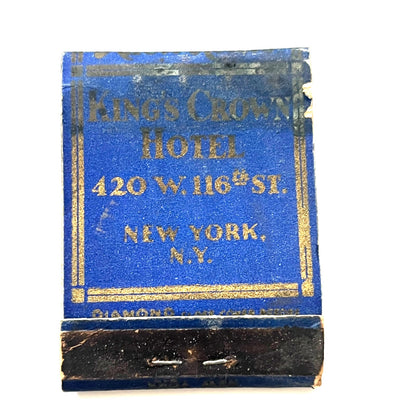 KING'S CROWN
HOTEL
420 W. 116TH ST.
NEW YORK,
N.Y.
DIAMOND